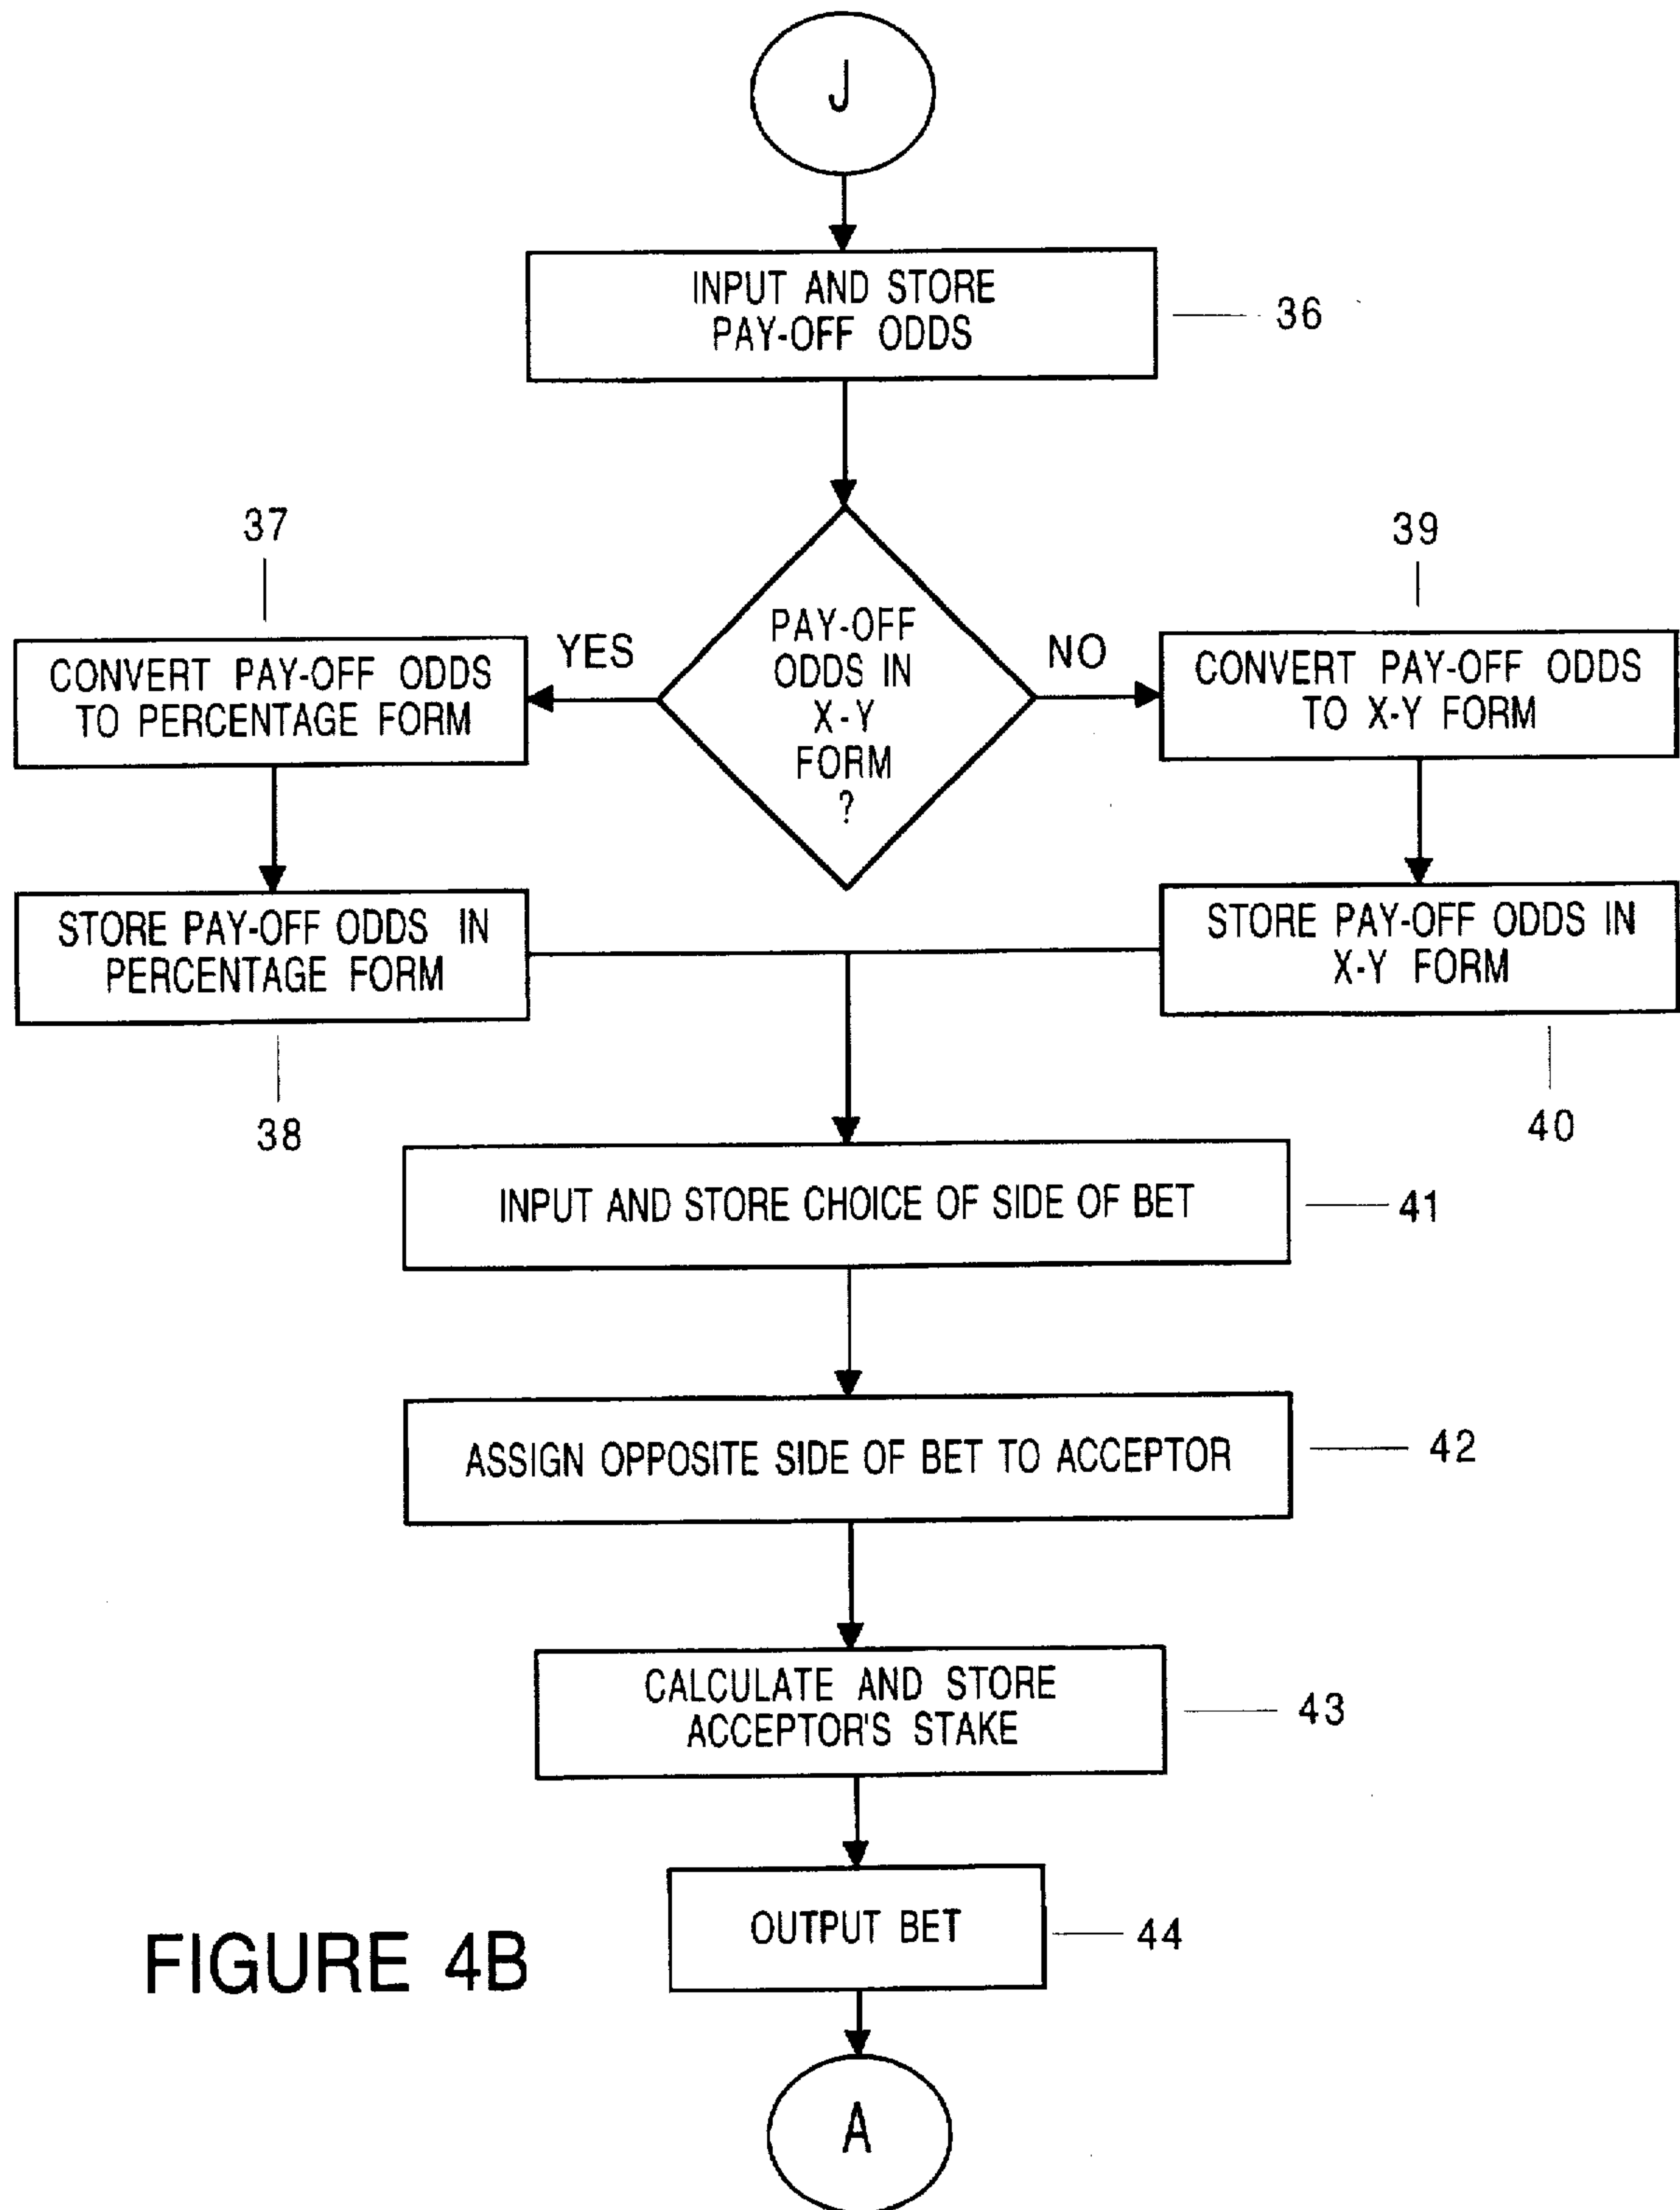 J
INPUT AND STORE
PAY-OFF ODDS
36
37
39
PAY-OFF
ODDS IN
X-Y
FORM
?
YES
NO
CONVERT PAY-OFF ODDS
TO PERCENTAGE FORM
CONVERT PAY-OFF ODDS
TO X-Y FORM
STORE PAY-OFF ODDS IN
PERCENTAGE FORM
STORE PAY-OFF ODDS IN
X-Y FORM
38
40
INPUT AND STORE CHOICE OF SIDE OF BET
41
ASSIGN OPPOSITE SIDE OF BET TO ACCEPTOR
42
CALCULATE AND STORE
ACCEPTOR'S STAKE
43
OUTPUT BET
44
FIGURE 4B
A